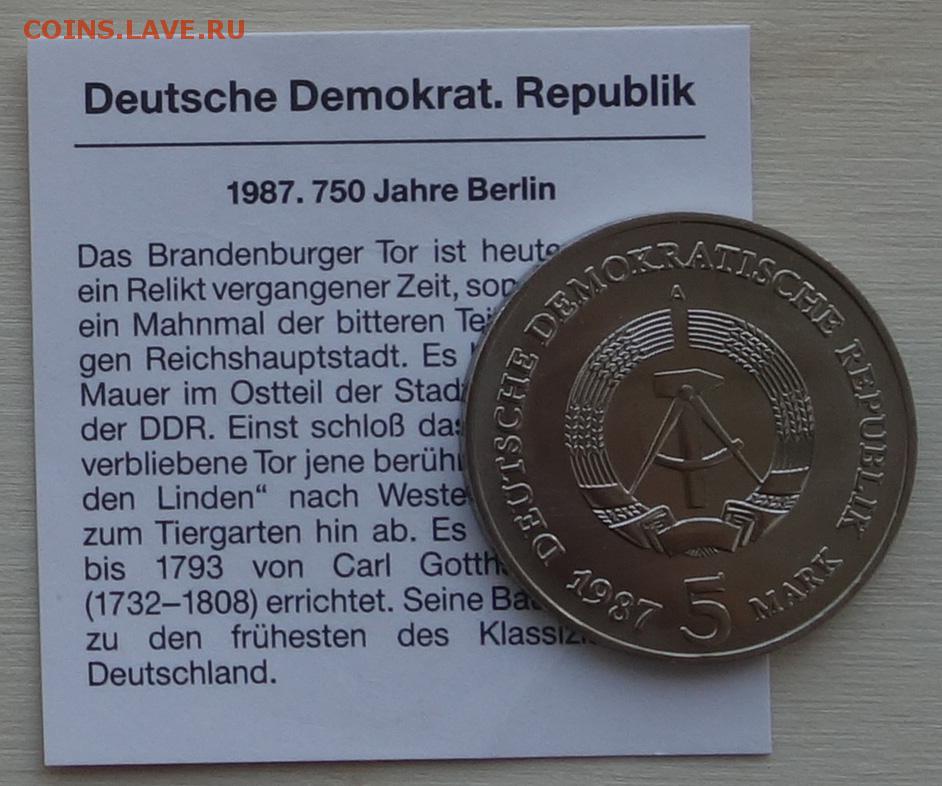 COINS.LAVE.RU
Deutsche Demokrat. Republik
1987. 750 Jahre Berlin
Das Brandenburger Tor ist heute
ein Relikt vergangener Zeit,
ein Mahnmal der bitteren
gen Reichshauptstadt. Es
Mauer im Ostteil der
der DDR. Einst schloß
verbliebene Tor jene
den Linden“ nach
zum Tiergarten hin ab. Es
bis 1793 von Carl
(1732–1808) errichtet. Seine
zu den frühesten des
Deutschland.
DEUTSCHE DEMOKRATISCHE REPUBLIK
A
1987 5 MARK